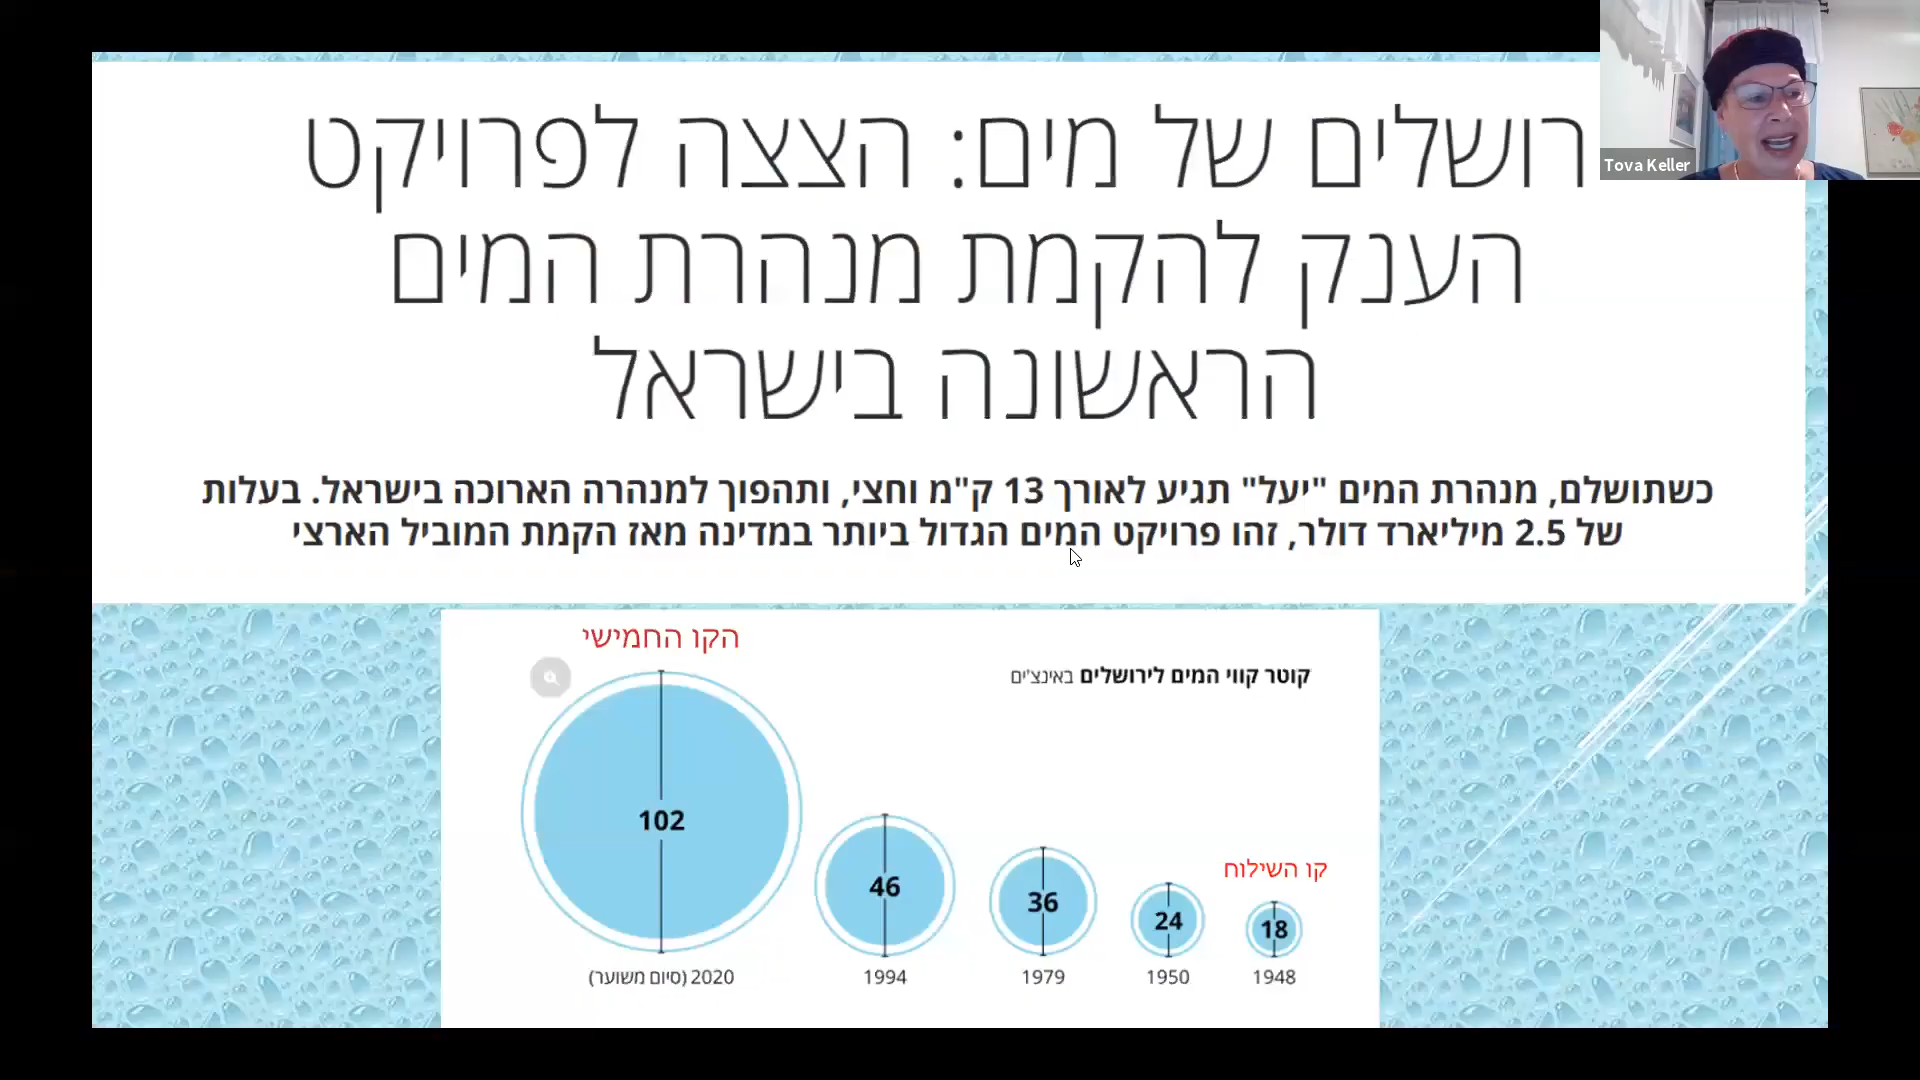 רושלים של מים: הצצה לפרויקט
הענק להקמת מנהרת המים
הראשונה בישראל
Tova Keller
כשתושלם, מנהרת המים "יעל" תגיע לאורך 13 ק"מ וחצי, ותהפוך למנהרה הארוכה בישראל. בעלות
של 2.5 מיליארד דולר, זהו פרויקט המים הגדול ביותר במדינה מאז הקמת המוביל הארצי
הקו החמישי
קוטר קווי המים לירושלים באינצ'ים
קו השילוח
18
24
36
46
102
1948
1950
1979
1994
2020 (סיום משוער)